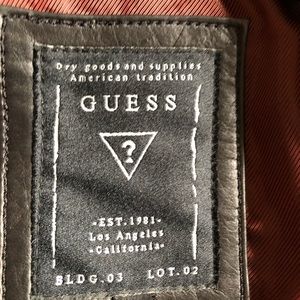 Dry goods and supplies
American tradition
GUESS
?
-EST.1981-
Los Angeles
-California-
BLDG.03 LOT.02